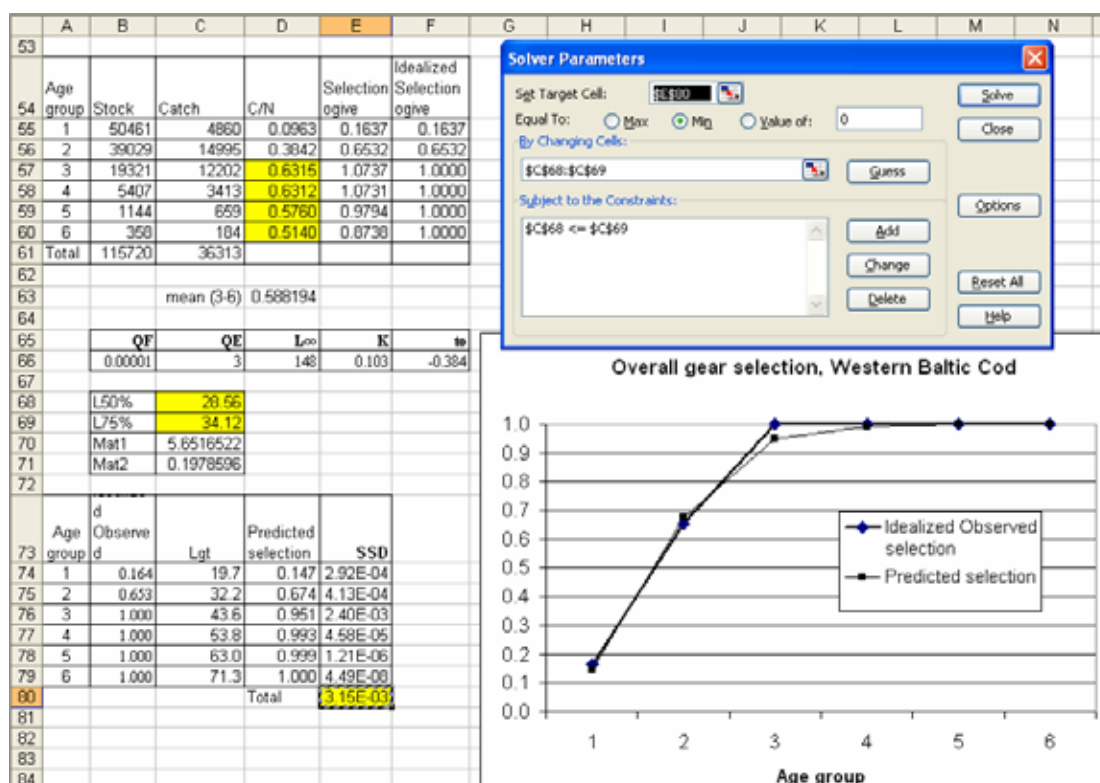 A B C D E F G H I J K L M N
53
54 Age group Stock Catch C/N Selection ogive Idealized Selection ogive
55 1 50461 4860 0.0963 0.1637 0.1637
56 2 39029 14995 0.3842 0.6532 0.6532
57 3 19321 12202 0.6315 1.0737 1.0000
58 4 5407 3413 0.6312 1.0731 1.0000
59 5 1144 659 0.5760 0.9794 1.0000
60 6 358 184 0.5140 0.8738 1.0000
61 Total 115720 36313
62
63 mean (3-6) 0.588194
64
65 QF QE L∞ K to
66 0.00001 3 148 0.103 -0.384
67
68 L50% 28.56
69 L75% 34.12
70 Mat1 5.6516522
71 Mat2 0.1978596
72
73 Age group d Observe d Lgt Predicted selection SSD
74 1 0.164 19.7 0.147 2.92E-04
75 2 0.653 32.2 0.674 4.13E-04
76 3 1.000 43.6 0.951 2.40E-03
77 4 1.000 53.8 0.993 4.58E-05
78 5 1.000 63.0 0.999 1.21E-06
79 6 1.000 71.3 1.000 4.49E-08
80 Total 3.15E-03
81
82
83
84
Solver Parameters
Set Target Cell: $E$80 Solve
Equal To: Max Min Value of: 0 Close
By Changing Cells:
$C$68:$C$69 Guess
Subject to the Constraints: Options
$C$68 <= $C$69 Add
Change
Reset All
Delete
Help
Overall gear selection, Western Baltic Cod
1.0
0.9
0.8
0.7
0.6
0.5
0.4
0.3
0.2
0.1
0.0
Idealized Observed
selection
Predicted selection
1 2 3 4 5 6
Age group